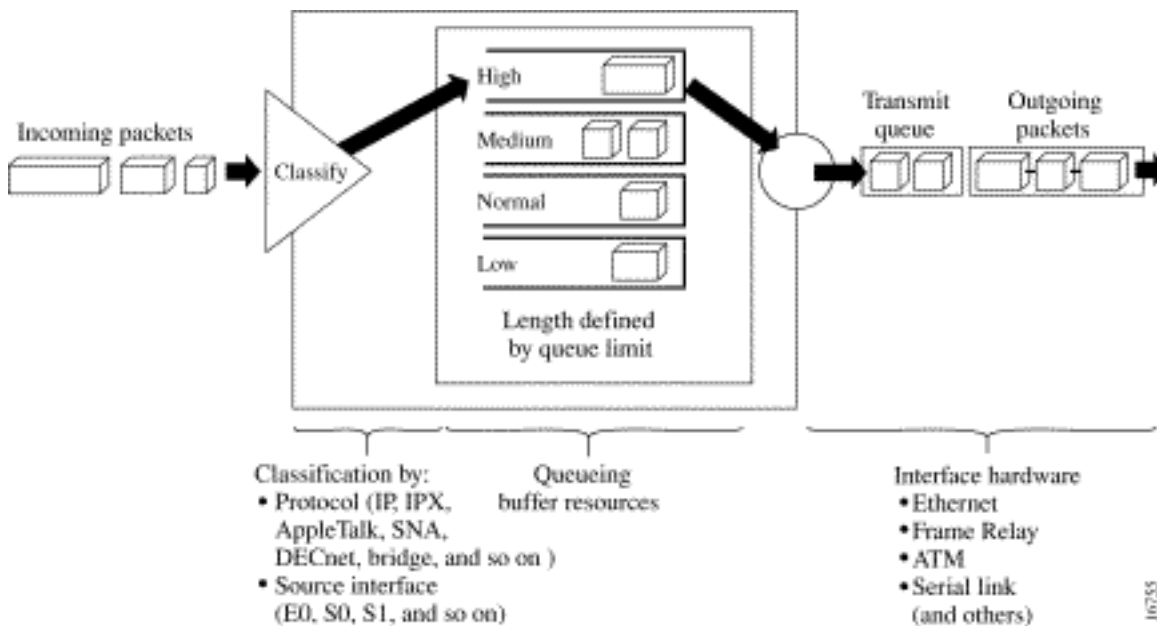 Incoming packets
Classify
High
Medium
Normal
Low
Length defined
by queue limit
Transmit
queue
Outgoing
packets
Classification by:
• Protocol (IP, IPX,
AppleTalk, SNA,
DECnet, bridge, and so on )
• Source interface
(E0, S0, S1, and so on)
Queueing
buffer resources
Interface hardware
• Ethernet
• Frame Relay
• ATM
• Serial link
(and others)
16755